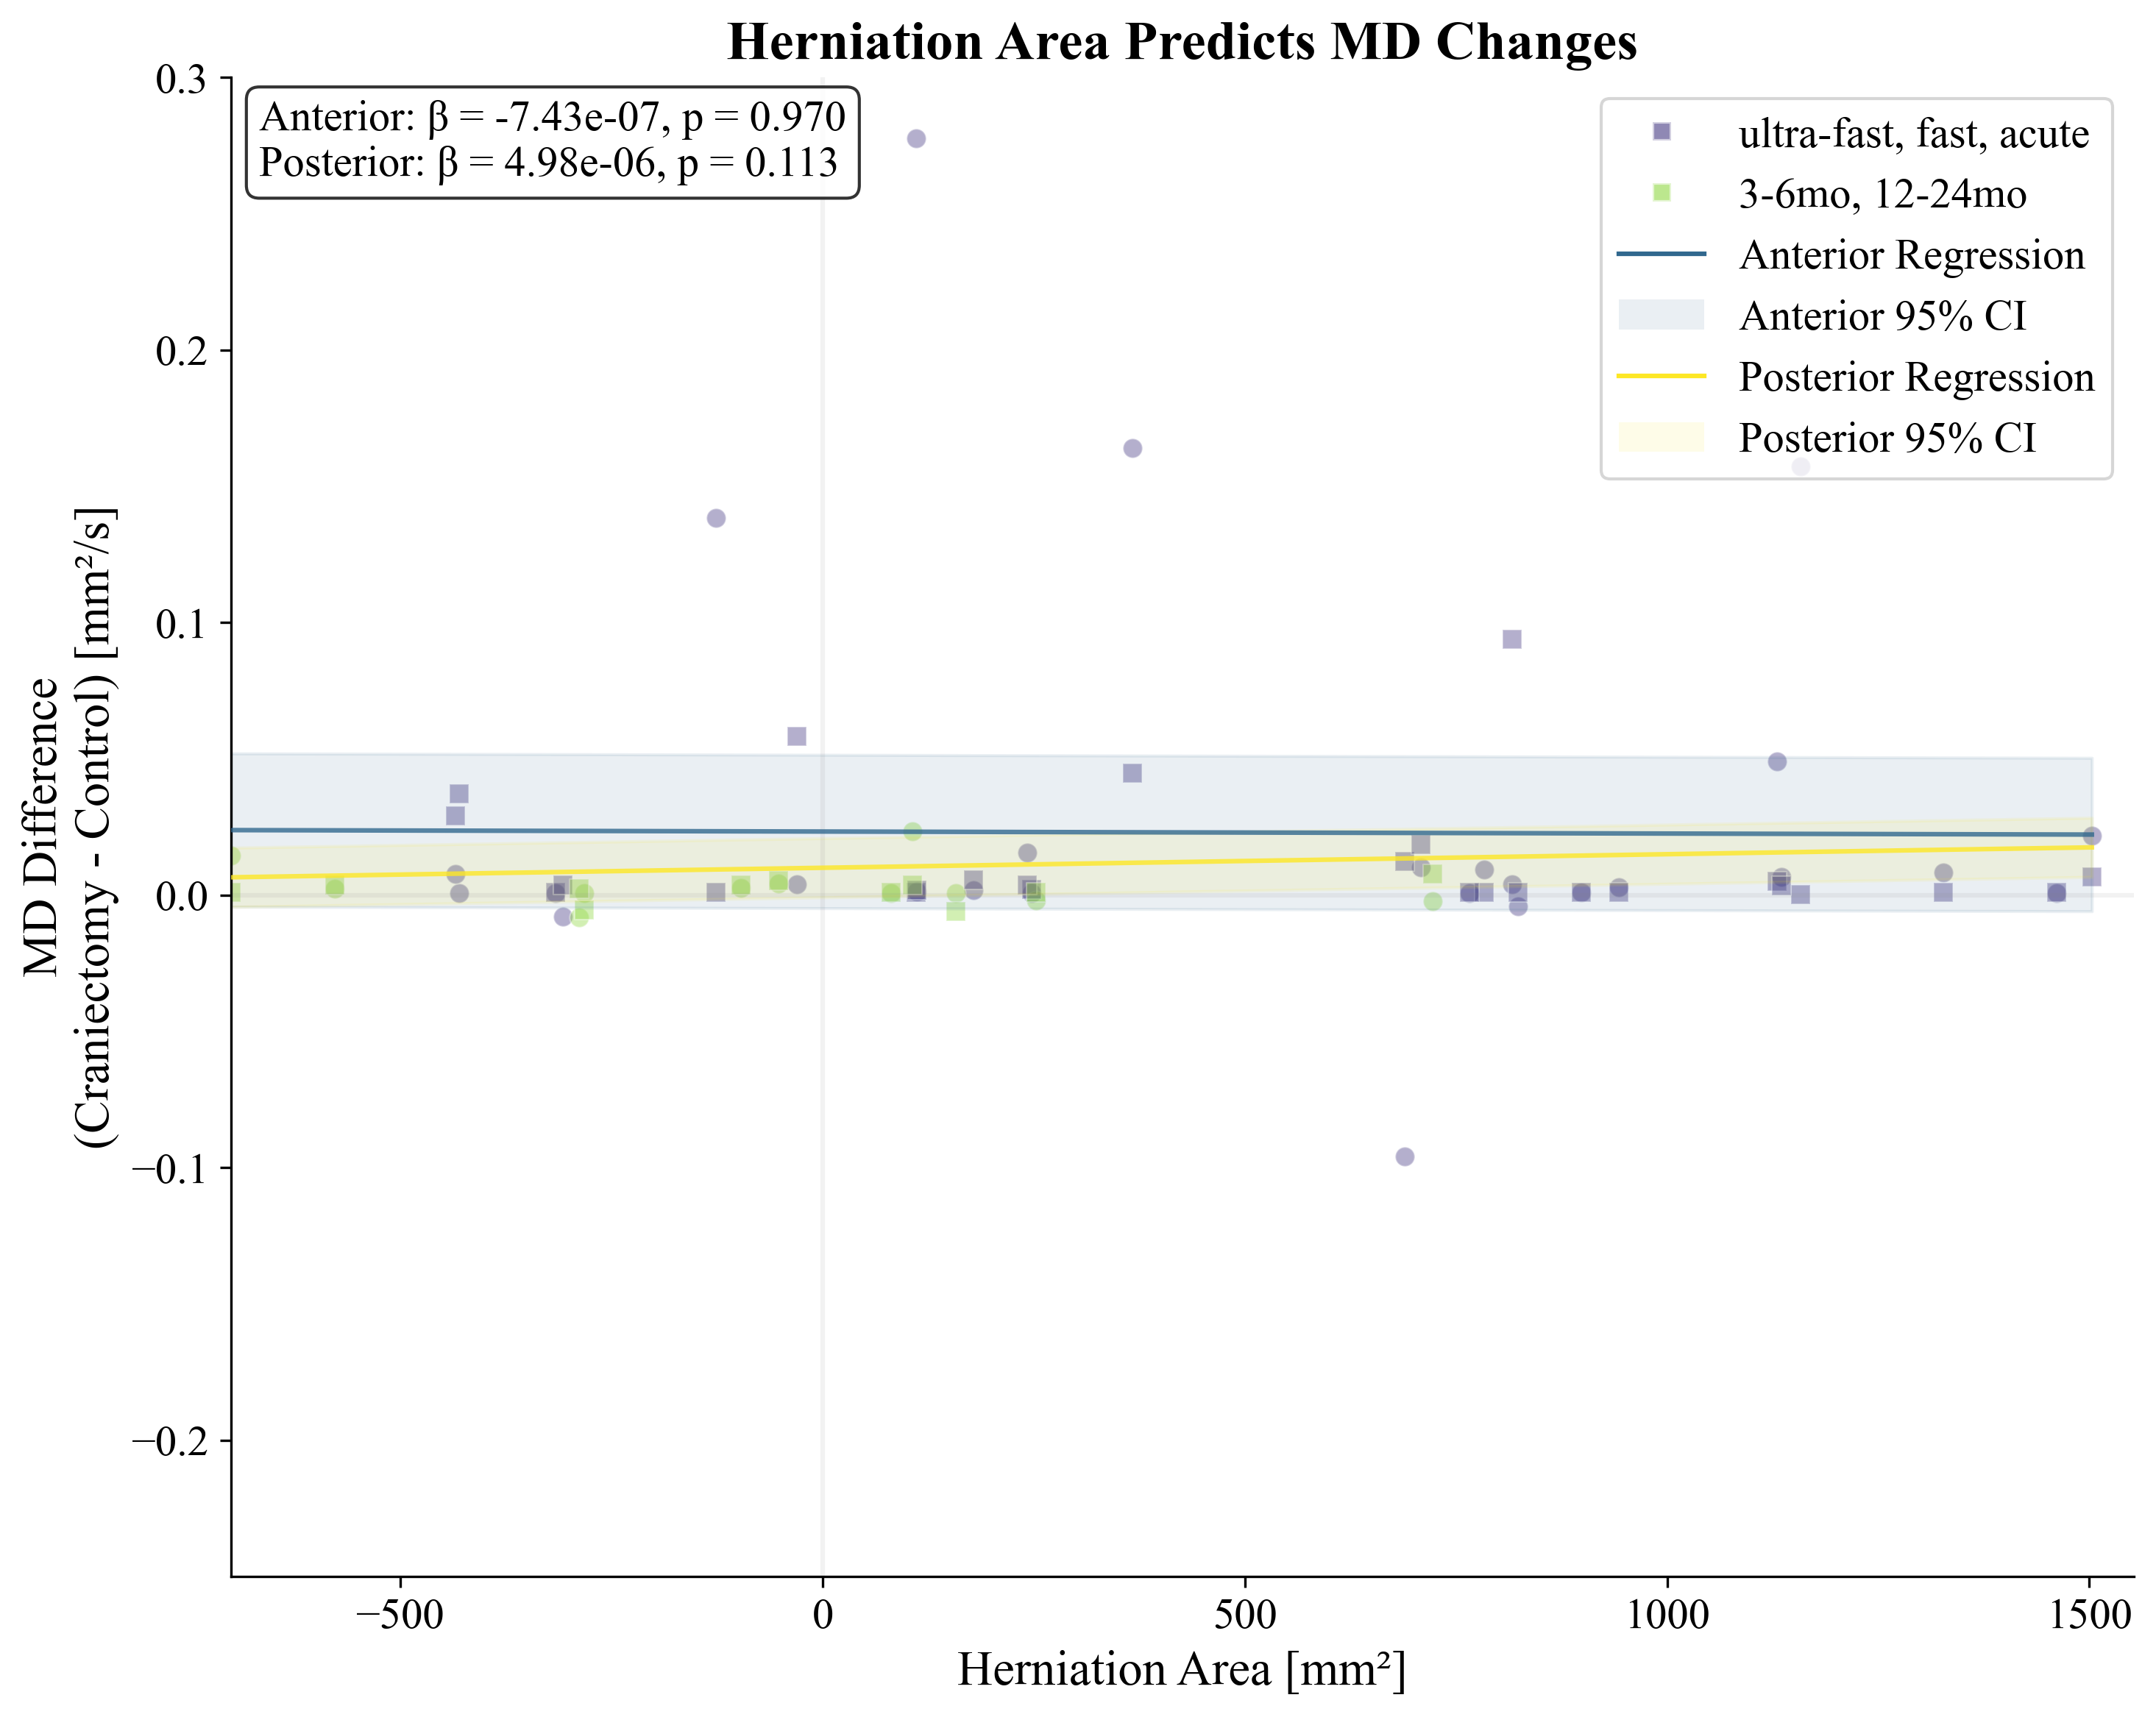 Herniation Area Predicts MD Changes
Anterior: β = -7.43e-07, p = 0.970
Posterior: β = 4.98e-06, p = 0.113
ultra-fast, fast, acute
3-6mo, 12-24mo
Anterior Regression
Anterior 95% CI
Posterior Regression
Posterior 95% CI
MD Difference
(Craniectomy - Control) [mm²/s]
0.3
0.2
0.1
0.0
−0.1
−0.2
−500
0
500
1000
1500
Herniation Area [mm²]